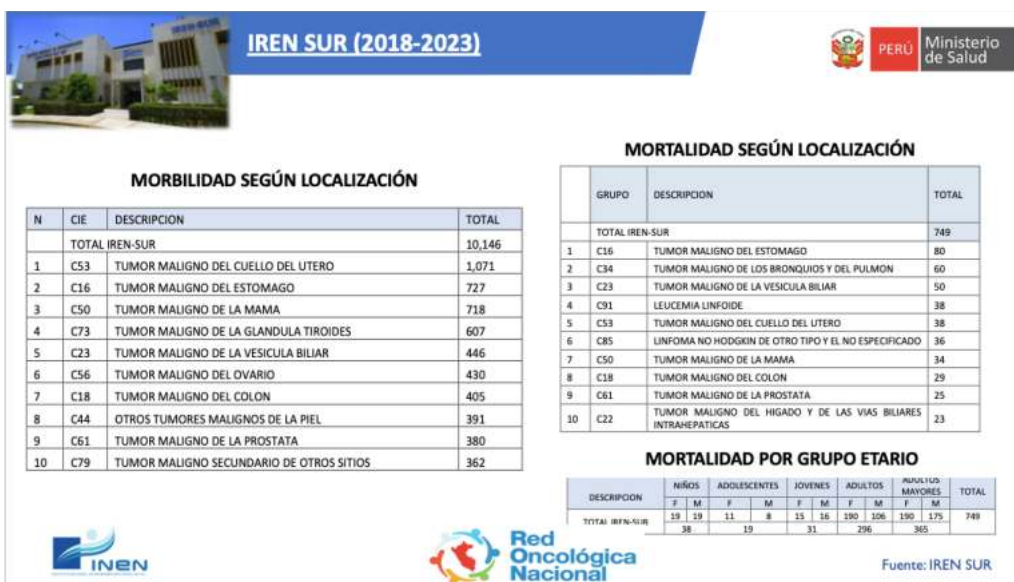 IREN SUR (2018-2023)
PERÚ Ministerio de Salud
MORBILIDAD SEGÚN LOCALIZACIÓN
N CIE DESCRIPCION TOTAL
TOTAL IREN-SUR 10,146
1 C53 TUMOR MALIGNO DEL CUELLO DEL UTERO 1,071
2 C16 TUMOR MALIGNO DEL ESTOMAGO 727
3 C50 TUMOR MALIGNO DE LA MAMA 718
4 C73 TUMOR MALIGNO DE LA GLANDULA TIROIDES 607
5 C23 TUMOR MALIGNO DE LA VESICULA BILIAR 446
6 C56 TUMOR MALIGNO DEL OVARIO 430
7 C18 TUMOR MALIGNO DEL COLON 405
8 C44 OTROS TUMORES MALIGNOS DE LA PIEL 391
9 C61 TUMOR MALIGNO DE LA PROSTATA 380
10 C79 TUMOR MALIGNO SECUNDARIO DE OTROS SITIOS 362
MORTALIDAD SEGÚN LOCALIZACIÓN
GRUPO DESCRIPCION TOTAL
TOTAL IREN-SUR 749
1 C16 TUMOR MALIGNO DEL ESTOMAGO 80
2 C34 TUMOR MALIGNO DE LOS BRONQUIOS Y DEL PULMON 60
3 C23 TUMOR MALIGNO DE LA VESICULA BILIAR 50
4 C91 LEUCEMIA LINFOIDE 38
5 C53 TUMOR MALIGNO DEL CUELLO DEL UTERO 38
6 C85 LINFOMA NO HODGKIN DE OTRO TIPO Y EL NO ESPECIFICADO 36
7 C50 TUMOR MALIGNO DE LA MAMA 34
8 C18 TUMOR MALIGNO DEL COLON 29
9 C61 TUMOR MALIGNO DE LA PROSTATA 25
10 C22 TUMOR MALIGNO DEL HIGADO Y DE LAS VIAS BILIARES
INTRAHEPATICAS 23
MORTALIDAD POR GRUPO ETARIO
DESCRIPCION NIÑOS ADOLESCENTES JOVENES ADULTOS ADULTOS MAYORES TOTAL
F M F M F M F M F M
TOTAL IREN-SUR 19 19 11 8 15 16 190 106 190 175 749
38 19 31 296 365
INEN
Red
Oncológica
Nacional
Fuente: IREN SUR